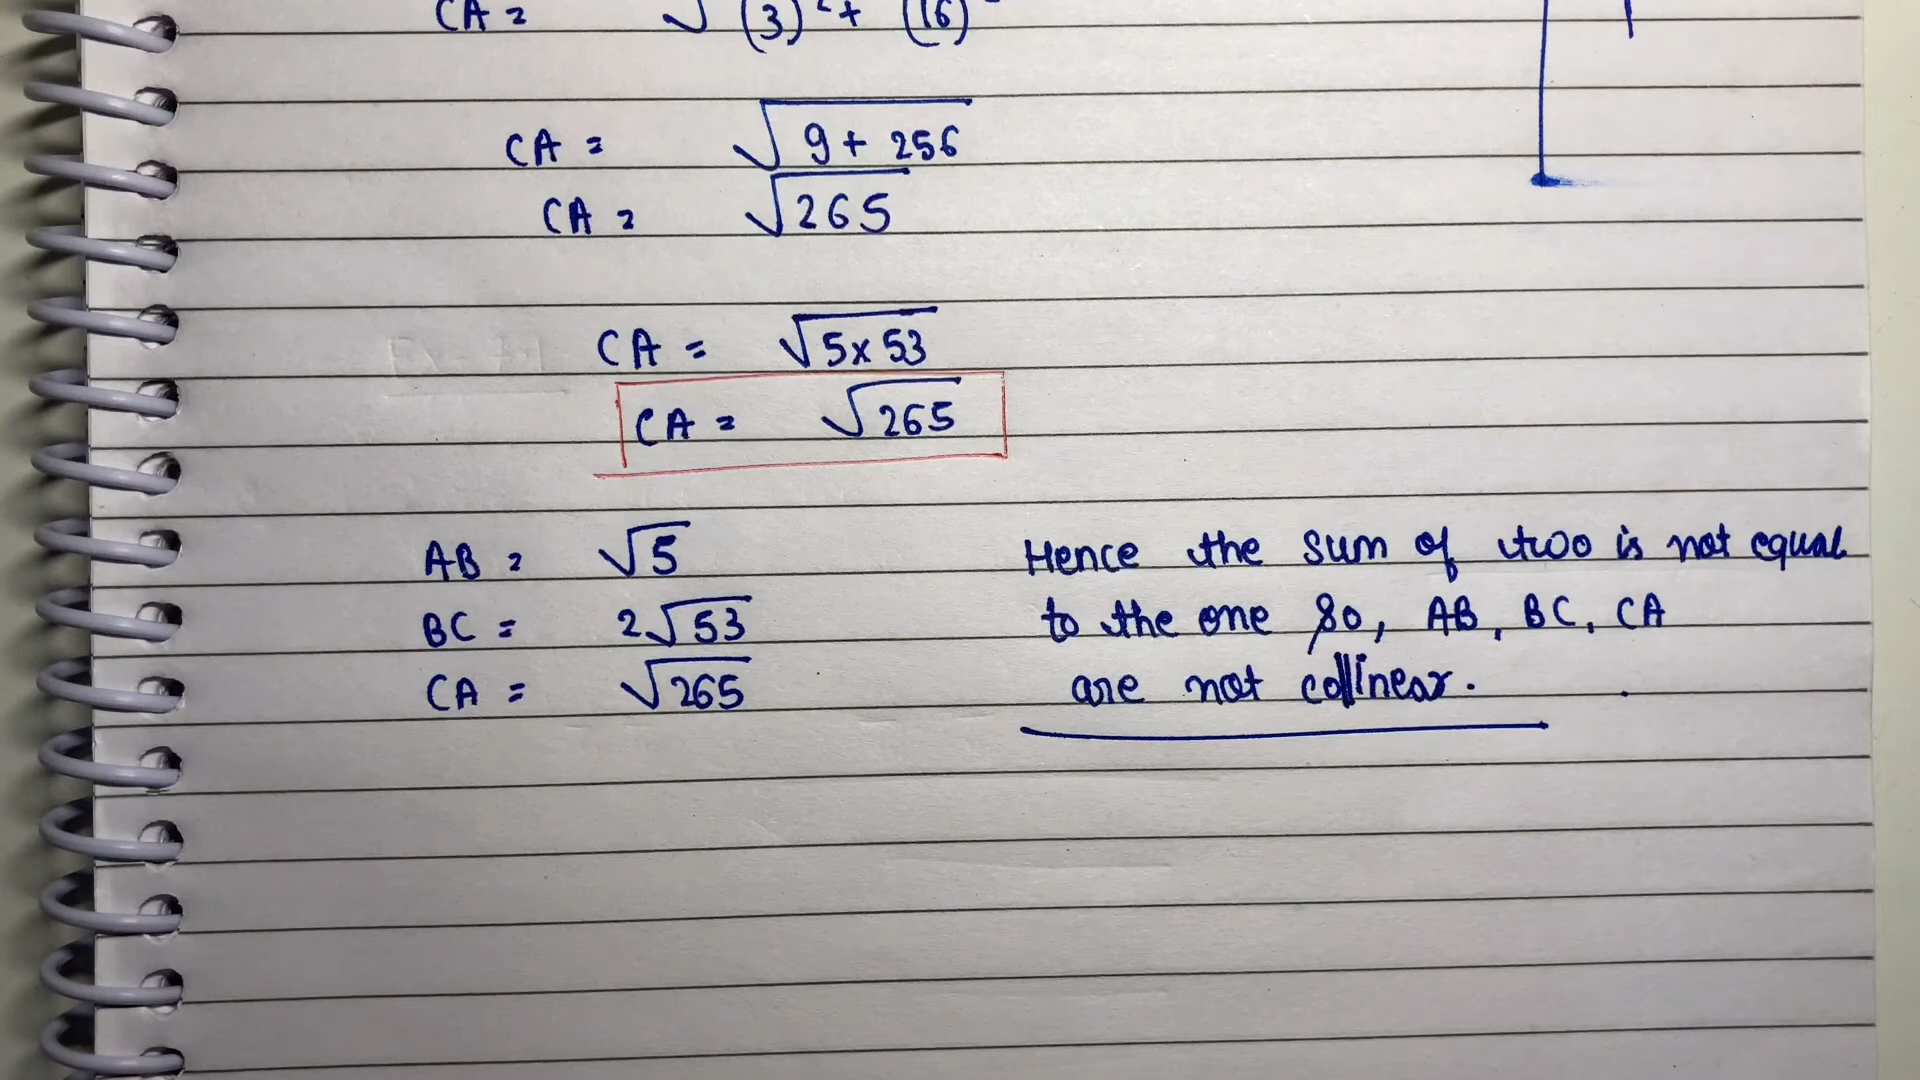 CA = √(3)² + (16)
CA = √9 + 256
CA = √265
CA = √5x53
CA = √265
AB = √5
BC = 2√53
CA = √265
Hence the sum of two is not equal
to the one so, AB, BC, CA
are not collinear.